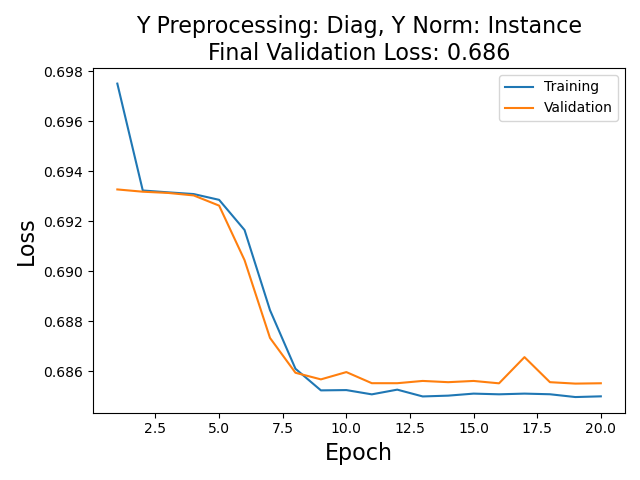 Y Preprocessing: Diag, Y Norm: Instance
Final Validation Loss: 0.686
Training
Validation
Loss
0.698
0.696
0.694
0.692
0.690
0.688
0.686
2.5 5.0 7.5 10.0 12.5 15.0 17.5 20.0
Epoch